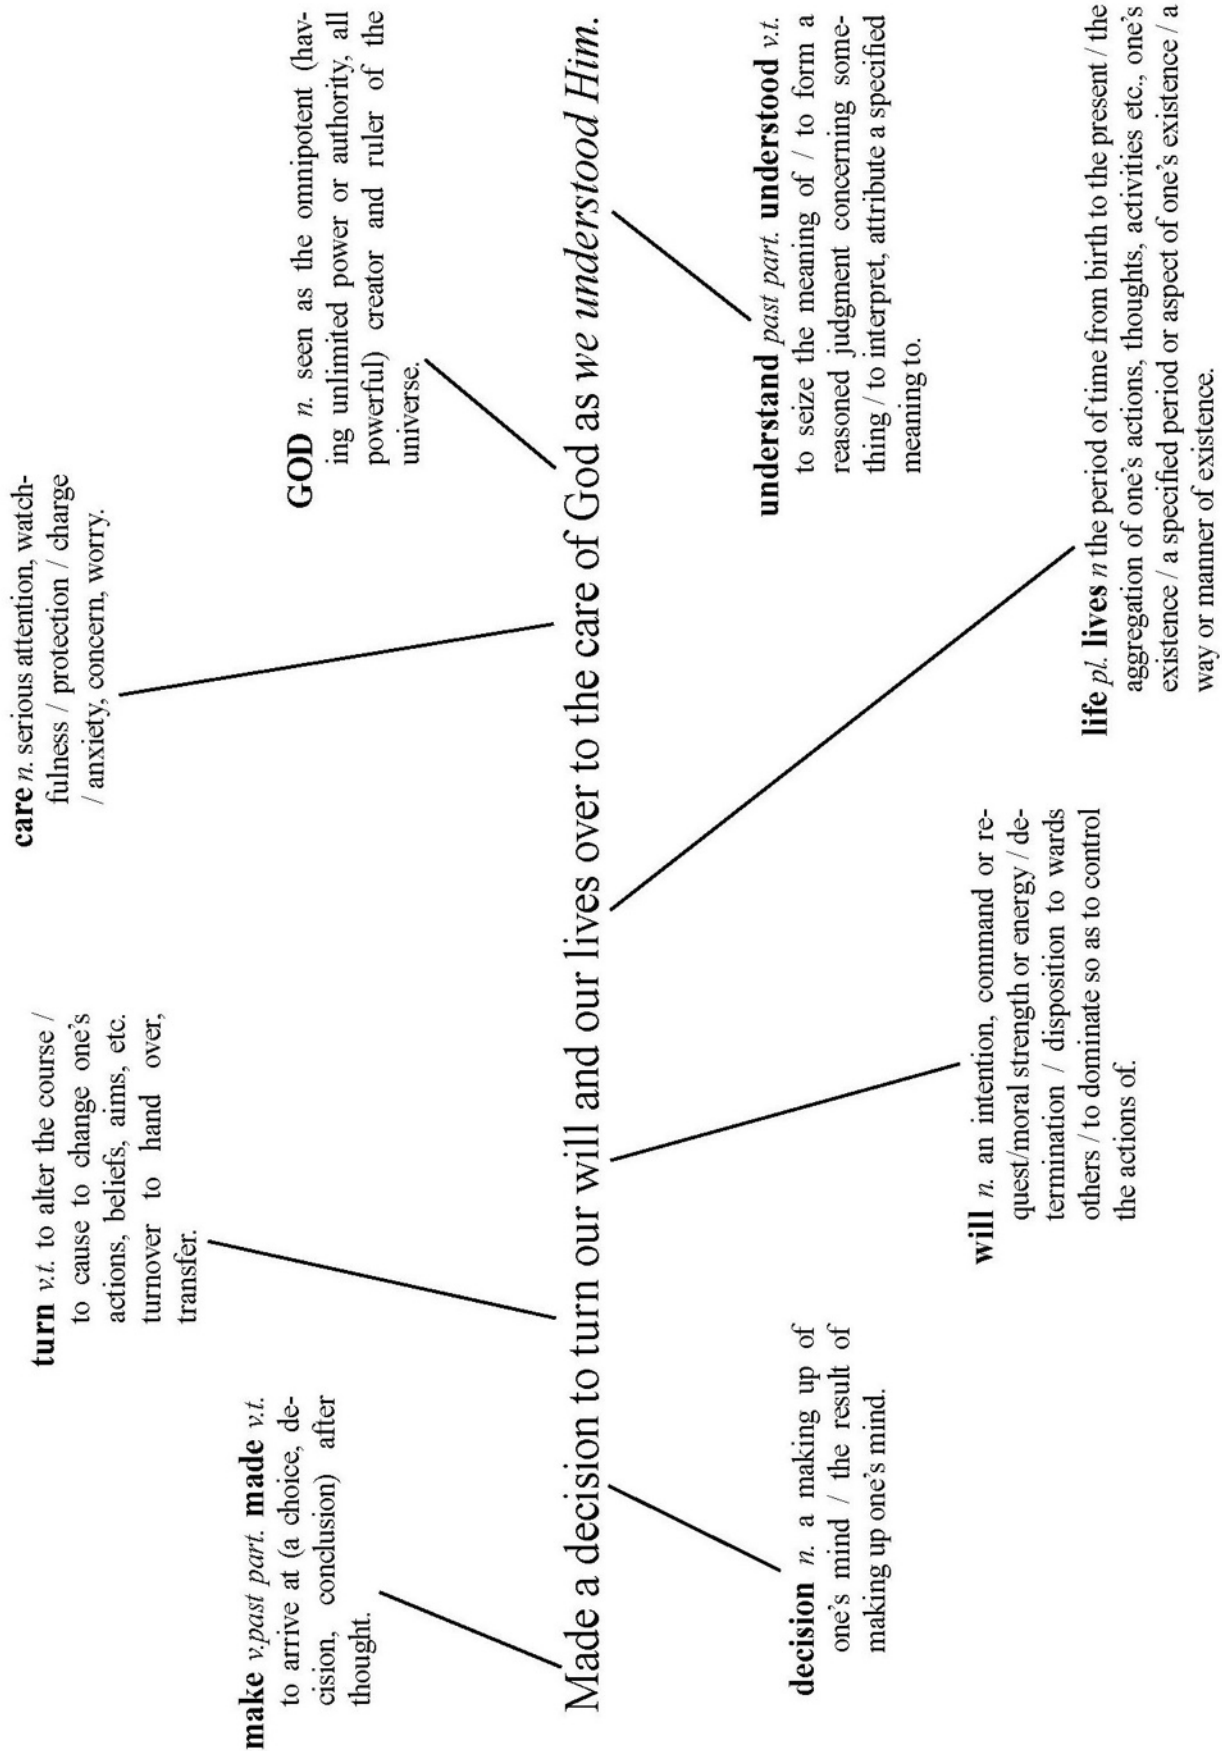 care n. serious attention, watch-
fulness / protection / charge
/ anxiety, concern, worry.
turn v.t. to alter the course /
to cause to change one's
actions, beliefs, aims, etc.
turnover to hand over,
transfer.
GOD n. seen as the omnipotent (hav-
ing unlimited power or authority, all
powerful) creator and ruler of the
universe.
make v.past part. made v.t.
to arrive at (a choice, de-
cision, conclusion) after
thought.
Made a decision to turn our will and our lives over to the care of God as we understood Him.
understand past part. understood v.t.
to seize the meaning of / to form a
reasoned judgment concerning some-
thing / to interpret, attribute a specified
meaning to.
decision n. a making up of
one's mind / the result of
making up one's mind.
will n. an intention, command or re-
quest/moral strength or energy / de-
termination / disposition to wards
others / to dominate so as to control
the actions of.
life pl. lives n the period of time from birth to the present / the
aggregation of one's actions, thoughts, activities etc., one's
existence / a specified period or aspect of one's existence / a
way or manner of existence.